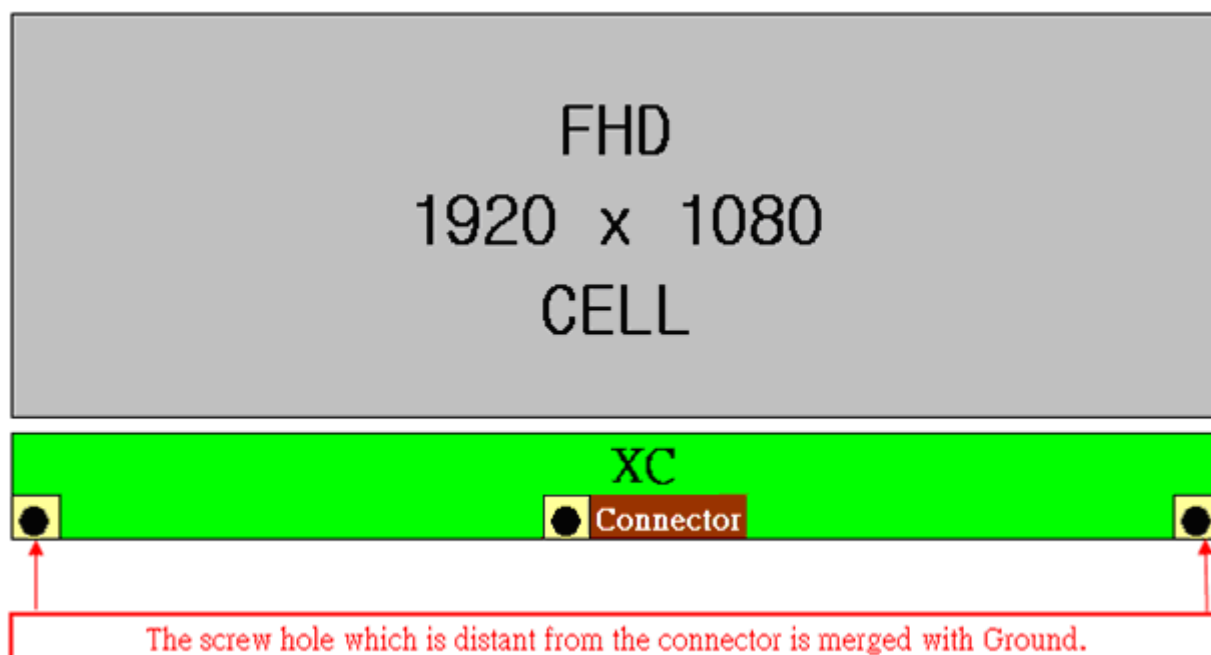 FHD
1920 x 1080
CELL
XC
Connector
The screw hole which is distant from the connector is merged with Ground.